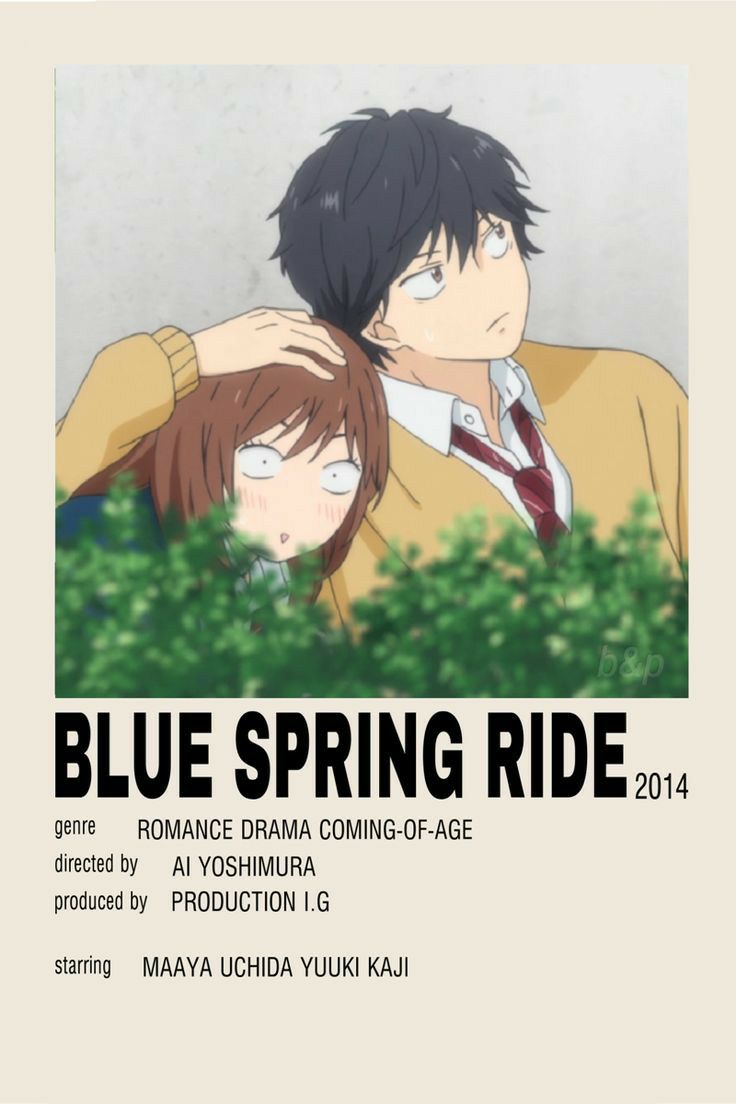 b&p
BLUE SPRING RIDE 2014
genre ROMANCE DRAMA COMING-OF-AGE
directed by AI YOSHIMURA
produced by PRODUCTION I.G
starring MAAYA UCHIDA YUUKI KAJI